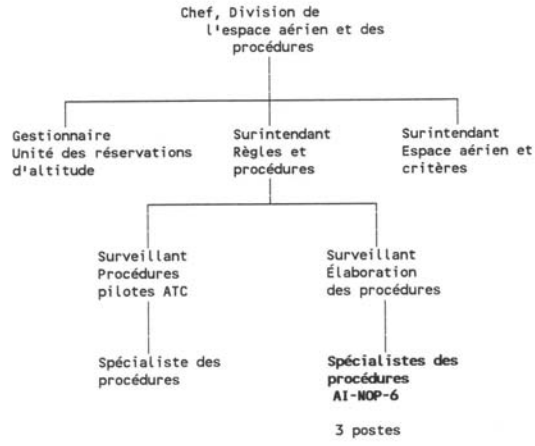 Chef, Division de
l'espace aérien et des
procédures
Gestionnaire
Unité des réservations
d'altitude
Surintendant
Règles et
procédures
Surintendant
Espace aérien et
critères
Surveillant
Procédures
pilotes ATC
Surveillant
Élaboration
des procédures
Spécialiste des
procédures
Spécialistes des
procédures
AI-NOP-6
3 postes